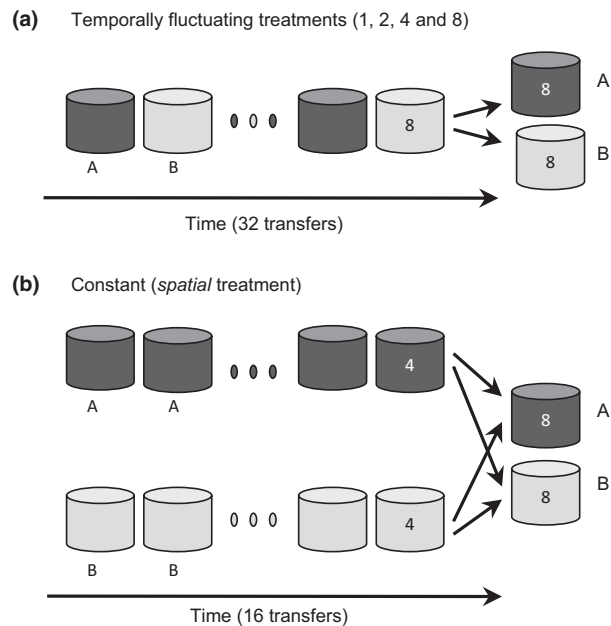 (a) Temporally fluctuating treatments (1, 2, 4 and 8)
8 A
8
8 B
A B
Time (32 transfers)
(b) Constant (spatial treatment)
4
A A
8 A
8 B
4
B B
Time (16 transfers)